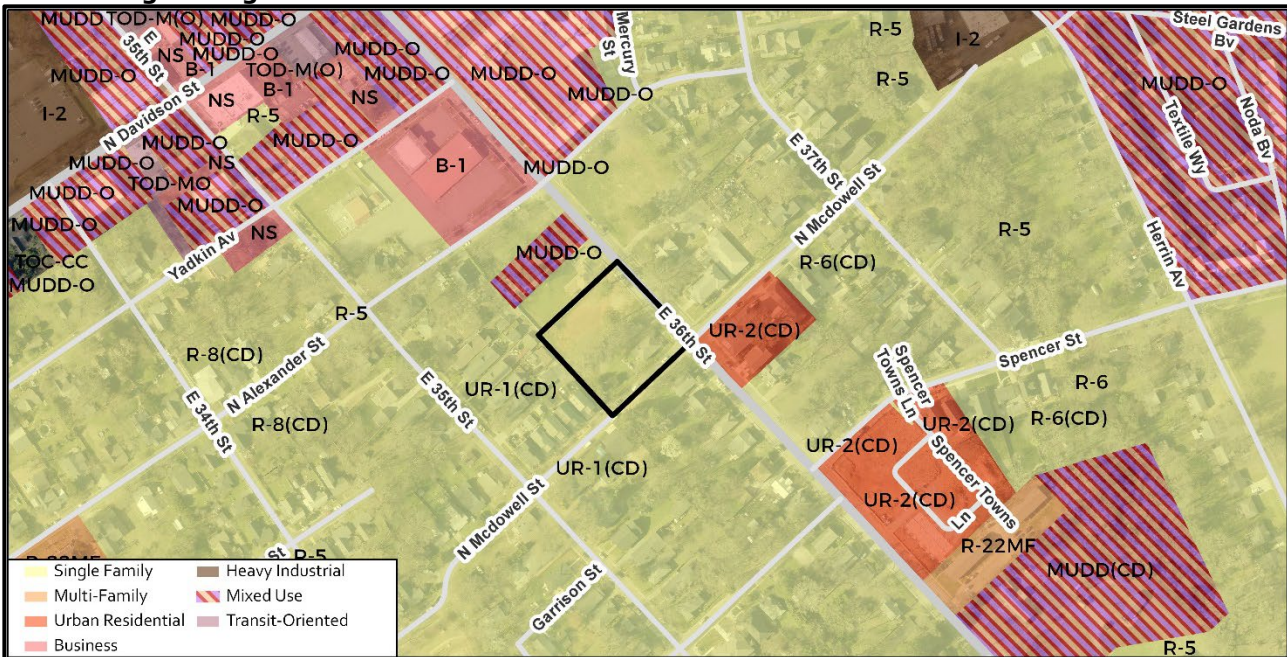 MUDD
TOD-M(O)
MUDD-O
E 35th St
NS
MUDD-O
B-1
MUDD-O
MUDD-O
TOD-M(O)
B-1
MUDD-O
N Davidson St
NS
NS
I-2
R-5
MUDD-O
MUDD-O
MUDD-O
NS
MUDD-O
TOD-MO
MUDD-O
MUDD-O
MUDD-O
TOC-CC
MUDD-O
Yadkin Av
NS
MUDD-O
Mercury St
MUDD-O
B-1
MUDD-O
MUDD-O
R-5
I-2
R-5
Steel Gardens Bv
MUDD-O
Noda Bv
Textile Wy
E 37th St
N Mcdowell St
R-5
Herrin Av
R-6(CD)
UR-2(CD)
E 36th St
R-5
R-8(CD)
N Alexander St
UR-1(CD)
E 35th St
E 34th St
R-8(CD)
UR-1(CD)
N Mcdowell St
Garrison St
Spencer St
Spencer Towns Ln
R-6
R-6(CD)
UR-2(CD)
UR-2(CD)
UR-2(CD)
Spencer Towns Ln
R-22MF
MUDD(CD)
R-5
St
R-5
Single Family
Multi-Family
Urban Residential
Business
Heavy Industrial
Mixed Use
Transit-Oriented